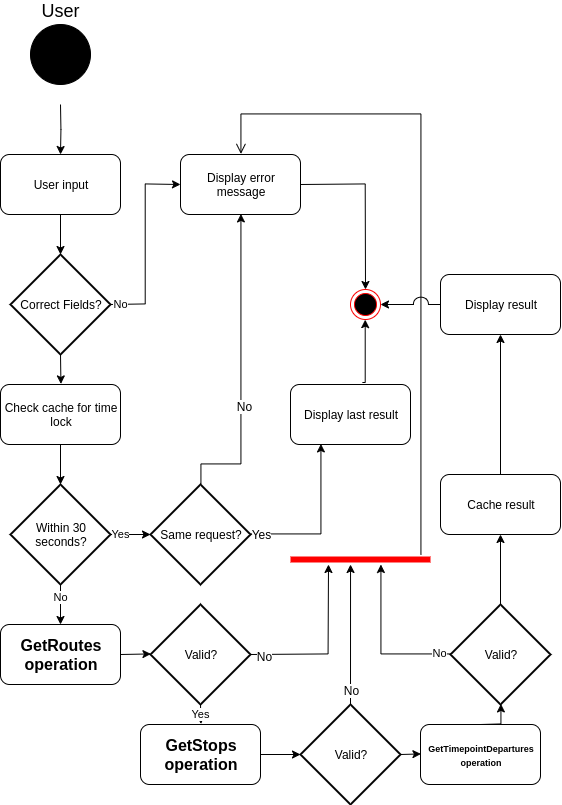 User
User input
Display error
message
Correct Fields?
No
Display result
Check cache for time
lock
No
Display last result
Cache result
Within 30
seconds?
Yes
Same request?
Yes
No
GetRoutes
operation
Valid?
No
No
Valid?
Yes
No
GetStops
operation
Valid?
GetTimepointDepartures
operation